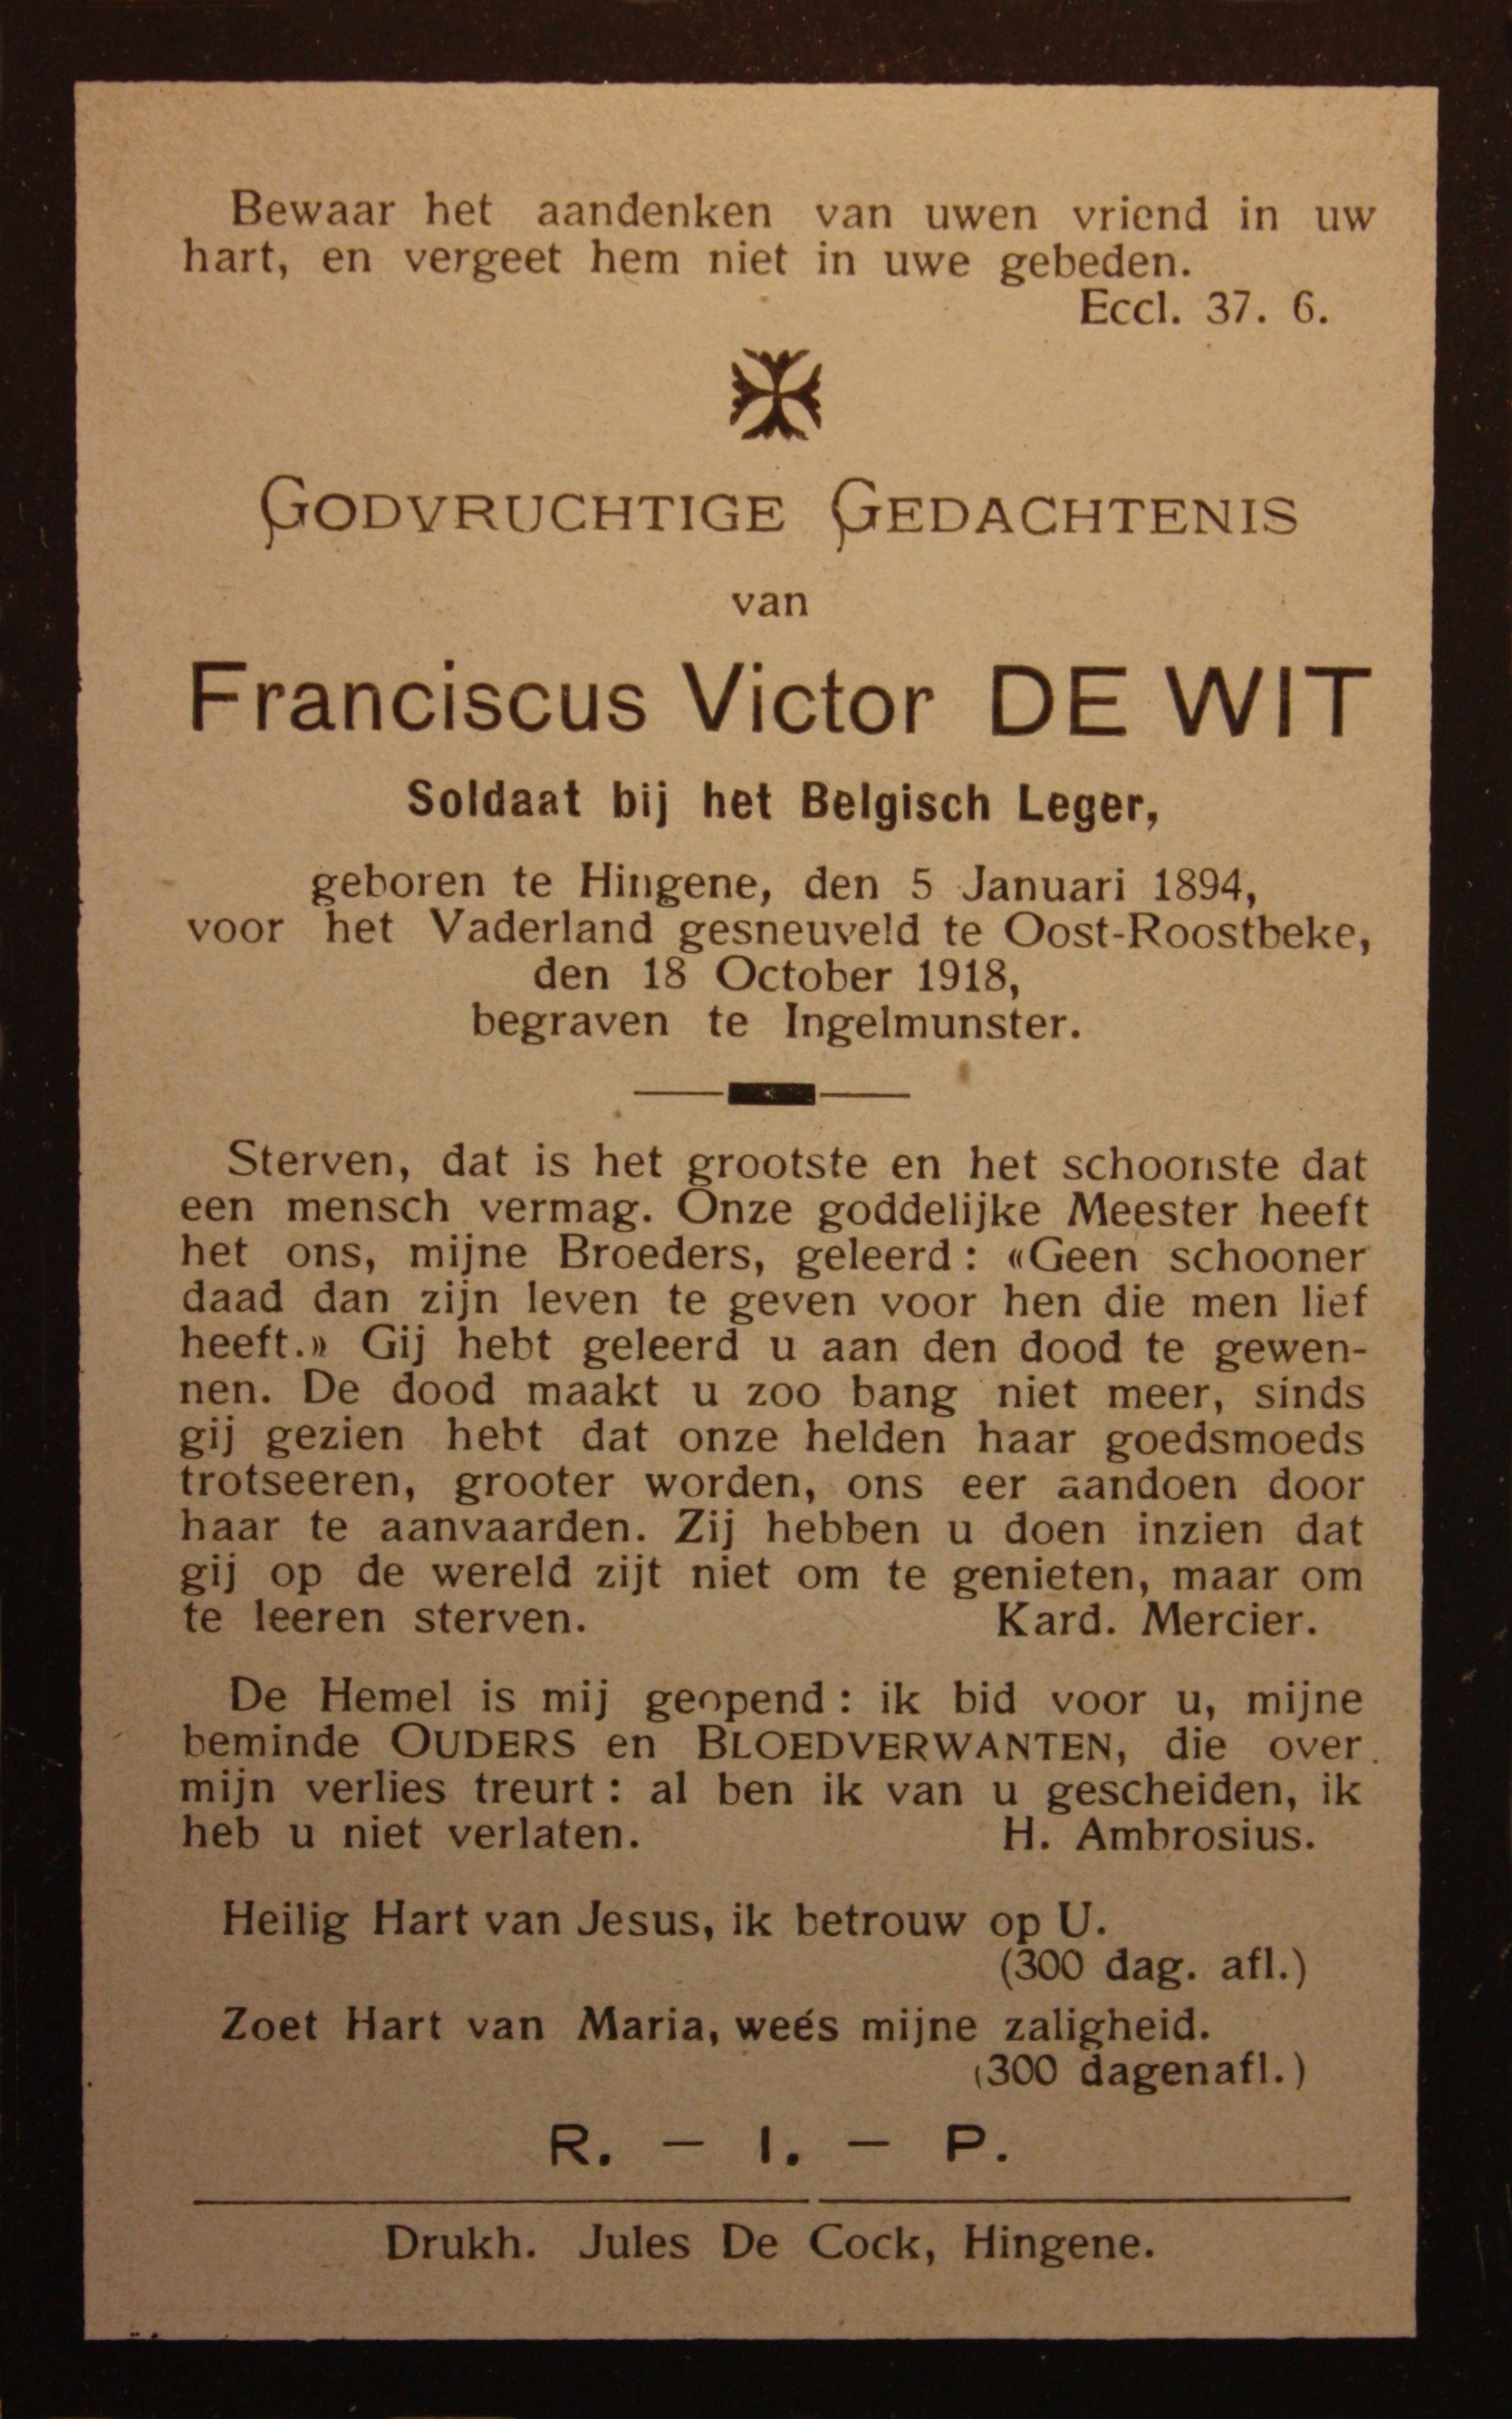 Bewaar het aandenken van uwen vriend in uw
hart, en vergeet hem niet in uwe gebeden.
Eccl. 37. 6.
GODVRUCHTIGE GEDACHTENIS
van
Franciscus Victor DE WIT
Soldaat bij het Belgisch Leger,
geboren te Hingene, den 5 Januari 1894,
voor het Vaderland gesneuveld te Oost-Roostbeke,
den 18 October 1918,
begraven te Ingelmunster.
Sterven, dat is het grootste en het schoonste dat
een mensch vermag. Onze goddelijke Meester heeft
het ons, mijne Broeders, geleerd : «Geen schooner
daad dan zijn leven te geven voor hen die men lief
heeft.» Gij hebt geleerd u aan den dood te gewen-
nen. De dood maakt u zoo bang niet meer, sinds
gij gezien hebt dat onze helden haar goedsmoeds
trotseeren, grooter worden, ons eer aandoen door
haar te aanvaarden. Zij hebben u doen inzien dat
gij op de wereld zijt niet om te genieten, maar om
te leeren sterven. Kard. Mercier.
De Hemel is mij geopend : ik bid voor u, mijne
beminde OUDERS en BLOEDVERWANTEN, die over
mijn verlies treurt : al ben ik van u gescheiden, ik
heb u niet verlaten. H. Ambrosius.
Heilig Hart van Jesus, ik betrouw op U.
(300 dag. afl.)
Zoet Hart van Maria, weés mijne zaligheid.
(300 dagenafl.)
R. — I. — P.
Drukh. Jules De Cock, Hingene.